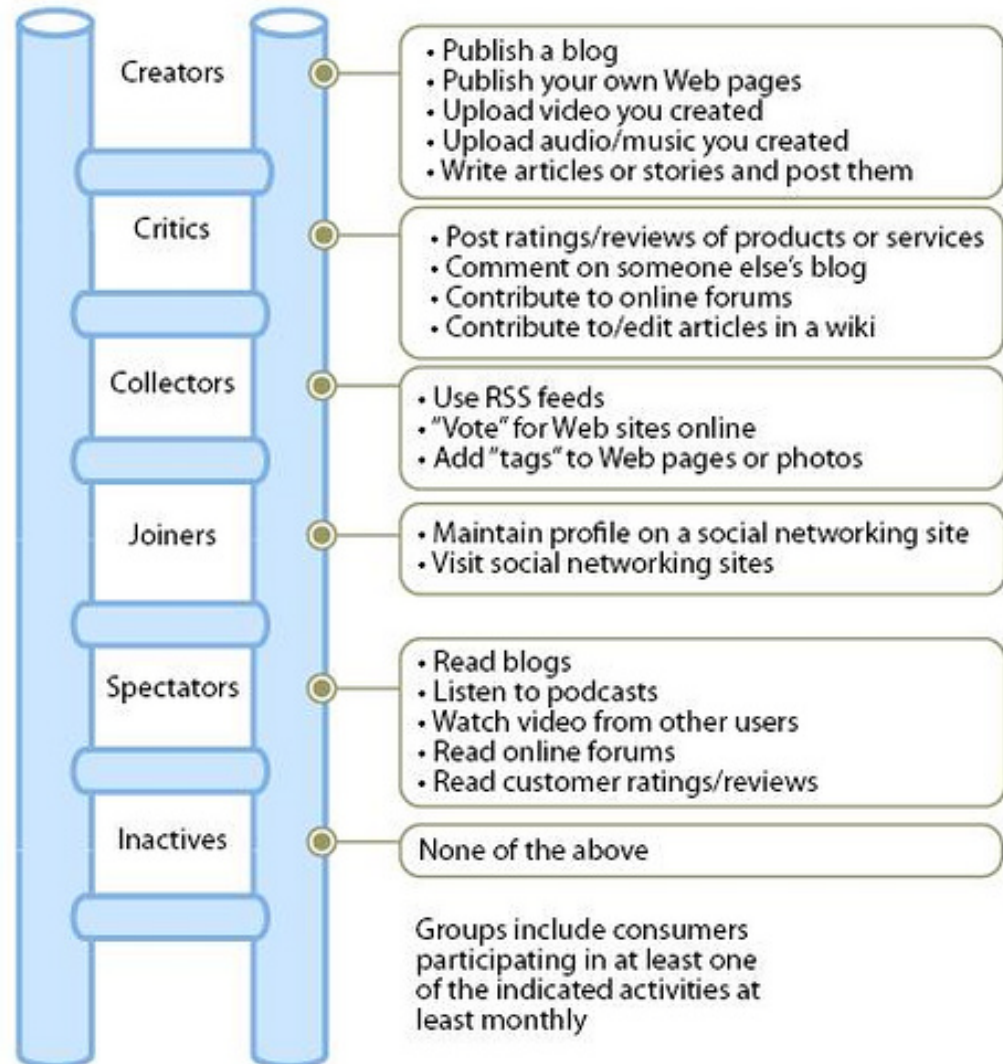 Creators
• Publish a blog
• Publish your own Web pages
• Upload video you created
• Upload audio/music you created
• Write articles or stories and post them
Critics
• Post ratings/reviews of products or services
• Comment on someone else's blog
• Contribute to online forums
• Contribute to/edit articles in a wiki
Collectors
• Use RSS feeds
• "Vote" for Web sites online
• Add "tags" to Web pages or photos
Joiners
• Maintain profile on a social networking site
• Visit social networking sites
Spectators
• Read blogs
• Listen to podcasts
• Watch video from other users
• Read online forums
• Read customer ratings/reviews
Inactives
None of the above
Groups include consumers
participating in at least one
of the indicated activities at
least monthly